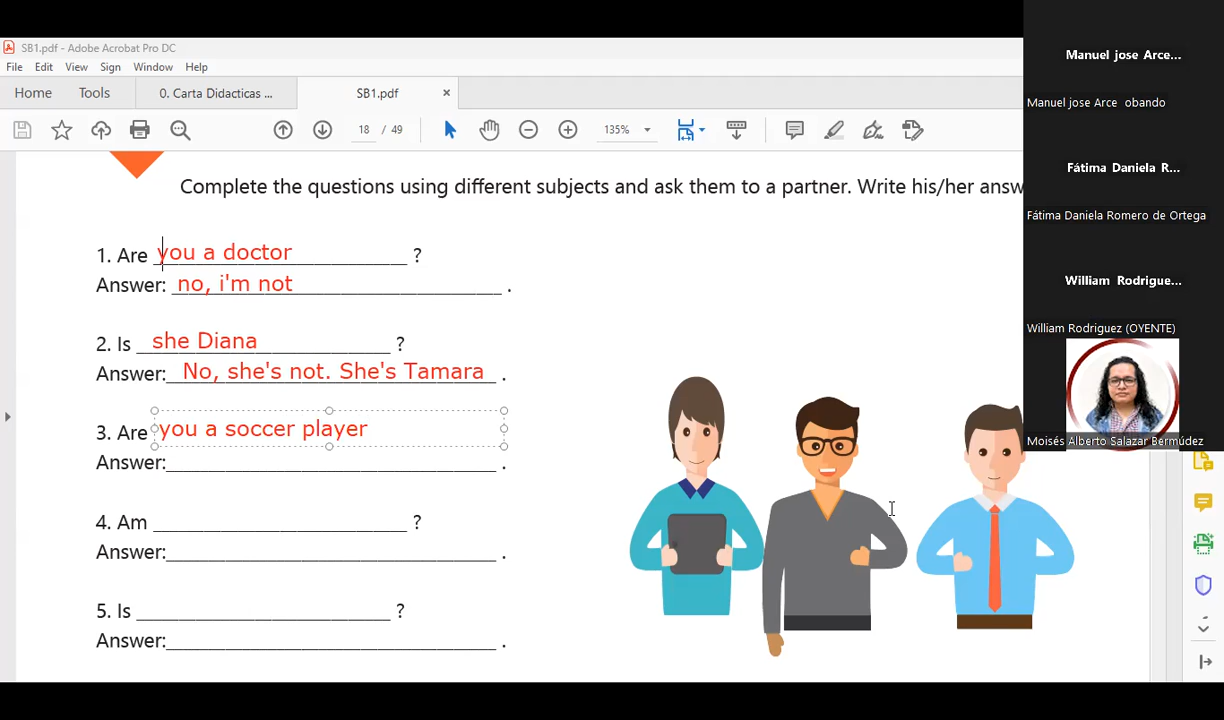 SB1.pdf - Adobe Acrobat Pro DC
File Edit View Sign Window Help
Home Tools 0. Carta Didacticas ... SB1.pdf ×
18 / 49 135%
Complete the questions using different subjects and ask them to a partner. Write his/her answ
1. Are you a doctor ?
Answer: no, i'm not .
2. Is she Diana ?
Answer: No, she's not. She's Tamara .
3. Are you a soccer player
Answer: .
4. Am ?
Answer: .
5. Is ?
Answer: .
Manuel jose Arce...
Manuel jose Arce obando
Fátima Daniela R...
Fátima Daniela Romero de Ortega
William Rodrigue...
William Rodriguez (OYENTE)
Moisés Alberto Salazar Bermúdez